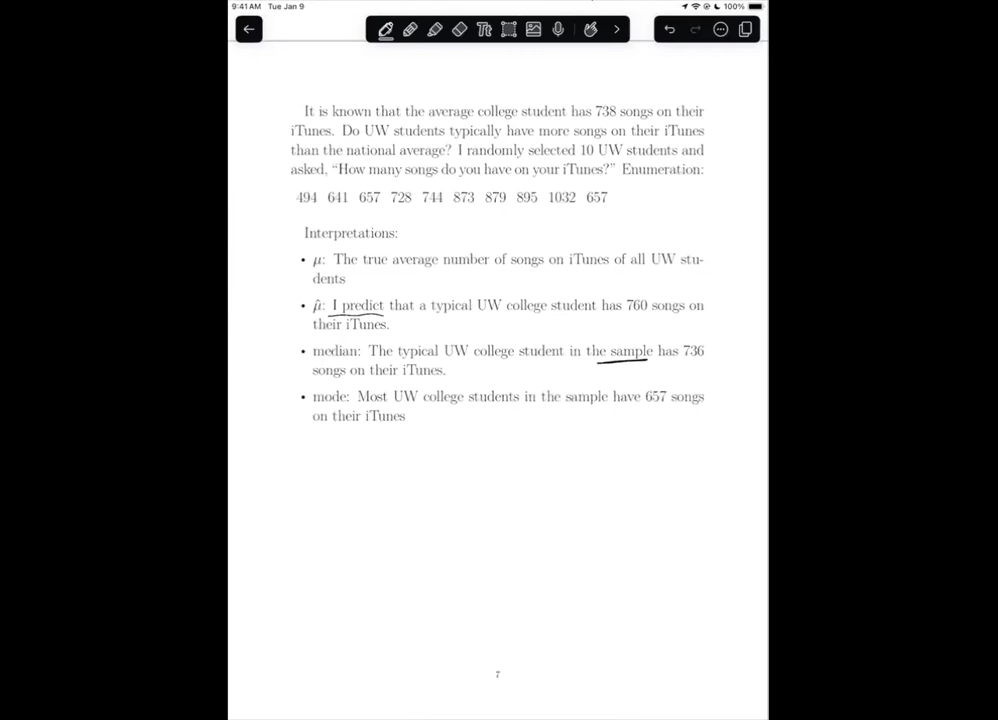 9:41 AM Tue Jan 9
100%
Tt
It is known that the average college student has 738 songs on their
iTunes. Do UW students typically have more songs on their iTunes
than the national average? I randomly selected 10 UW students and
asked, “How many songs do you have on your iTunes?” Enumeration:
494 641 657 728 744 873 879 895 1032 657
Interpretations:
• μ: The true average number of songs on iTunes of all UW stu-
dents
• μ̂: I predict that a typical UW college student has 760 songs on
their iTunes.
• median: The typical UW college student in the sample has 736
songs on their iTunes.
• mode: Most UW college students in the sample have 657 songs
on their iTunes
7